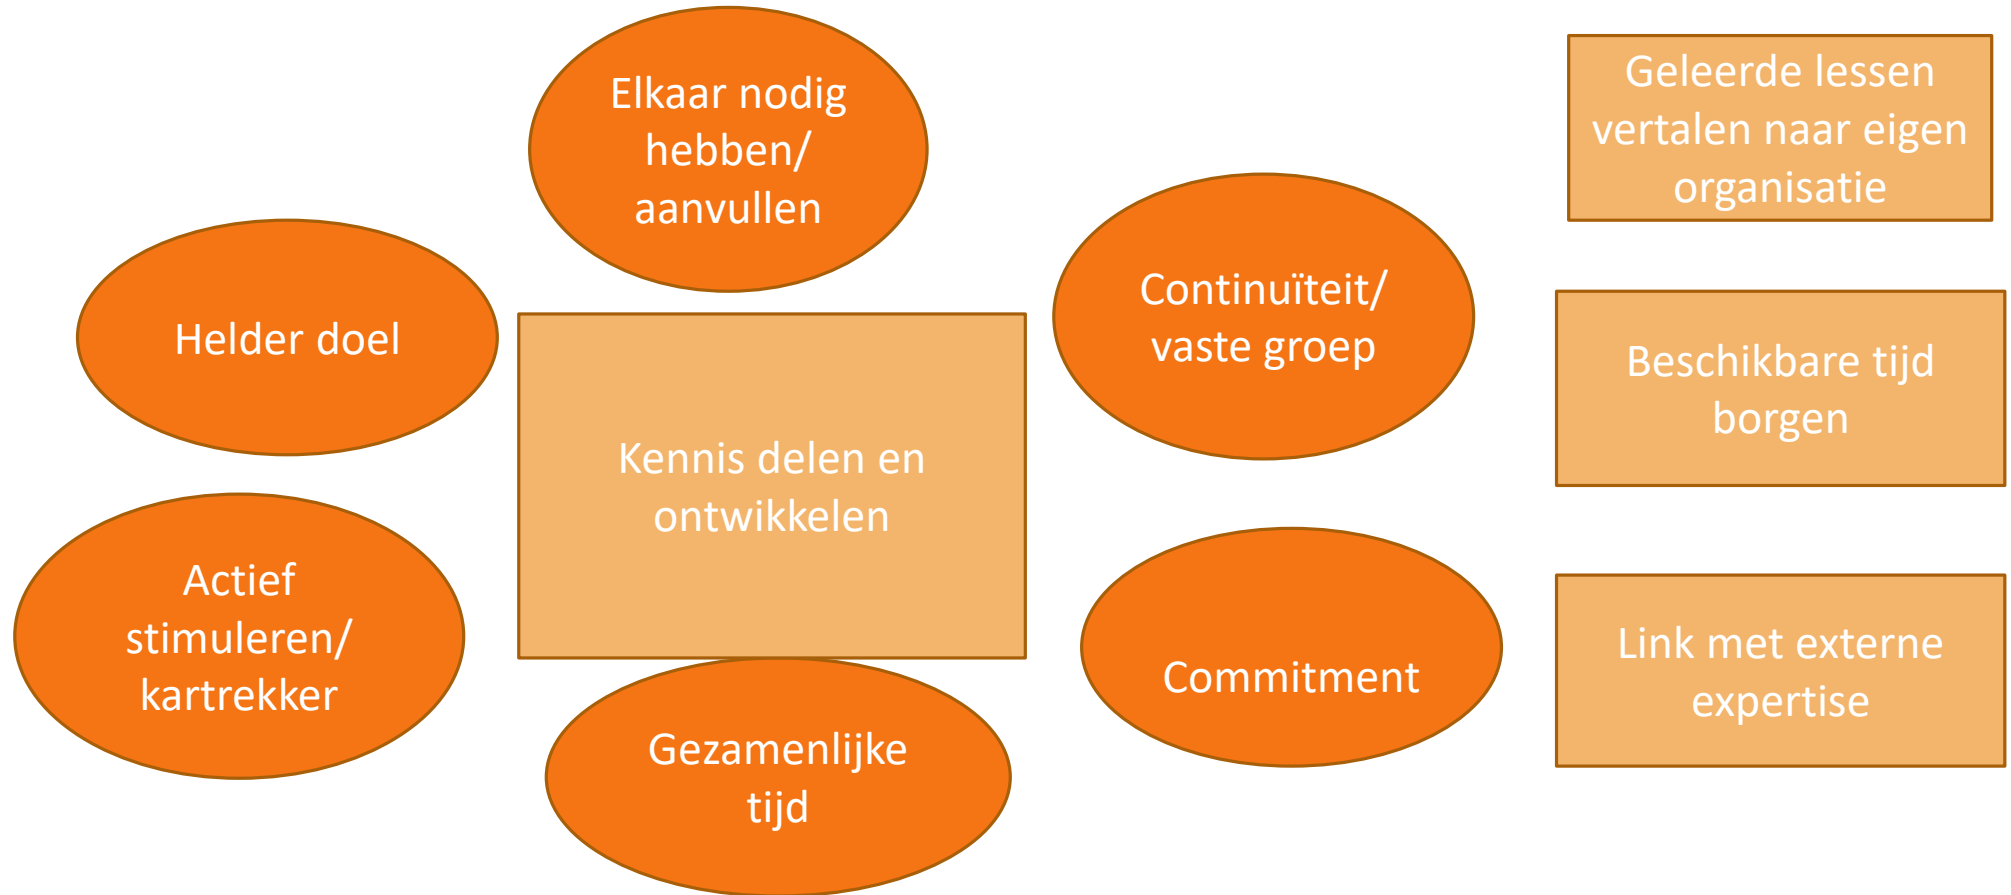 Elkaar nodig
hebben/
aanvullen
Geleerde lessen
vertalen naar eigen
organisatie
Helder doel
Continuïteit/
vaste groep
Beschikbare tijd
borgen
Kennis delen en
ontwikkelen
Actief
stimuleren/
kartrekker
Commitment
Link met externe
expertise
Gezamenlijke
tijd